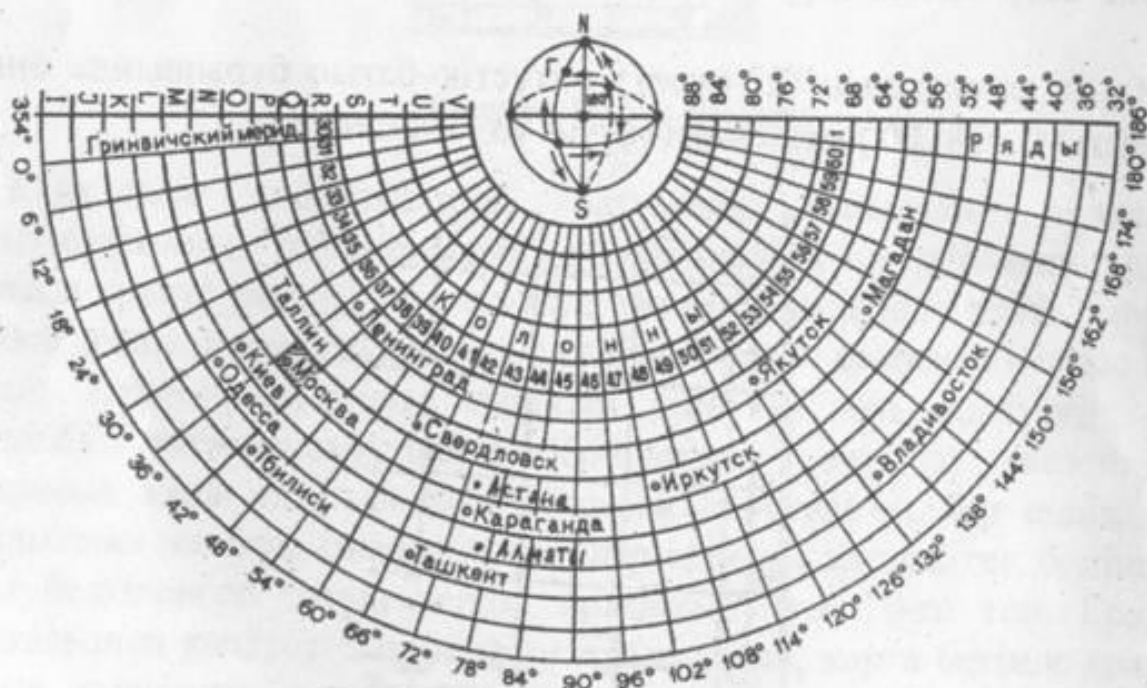 N
Г
S
I J K L M N O P Q R S T U V
88° 84° 80° 76° 72° 68° 64° 60° 56° 52° 48° 44° 40° 36° 32°
Гринвичский мерид.
Р я д ы
354° 0° 6° 12° 18° 24° 30° 36° 42° 48° 54° 60° 66° 72° 78° 84° 90° 96° 102° 108° 114° 120° 126° 132° 138° 144° 150° 156° 162° 168° 174° 180° 186°
30 31 32 33 34 35 36 37 38 39 40 41 42 43 44 45 46 47 48 49 50 51 52 53 54 55 56 57 58 59 60 1
К о л о н н ы
Таллин
Ленинград
Киев
Москва
Одесса
Тбилиси
Свердловск
Астана
Караганда
Алматы
Ташкент
Иркутск
Якутск
Магадан
Владивосток